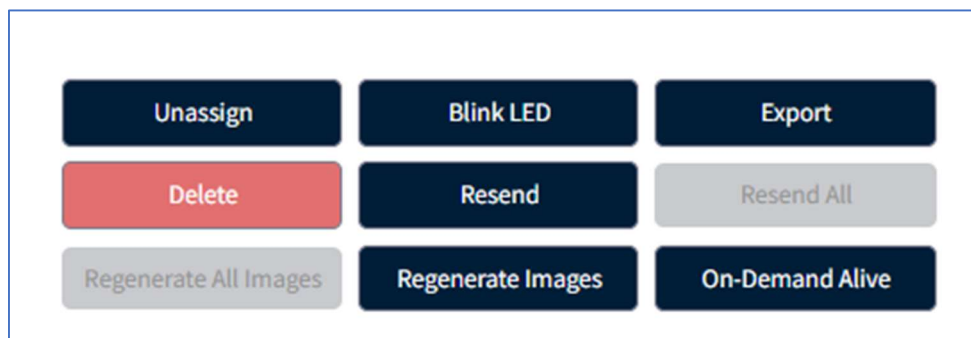 Unassign
Blink LED
Export
Delete
Resend
Resend All
Regenerate All Images
Regenerate Images
On-Demand Alive